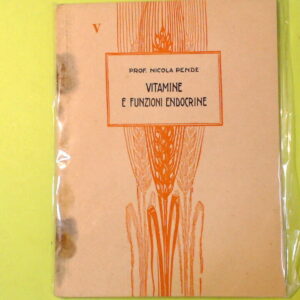 V
PROF. NICOLA PENDE
VITAMINE
E FUNZIONI ENDOCRINE